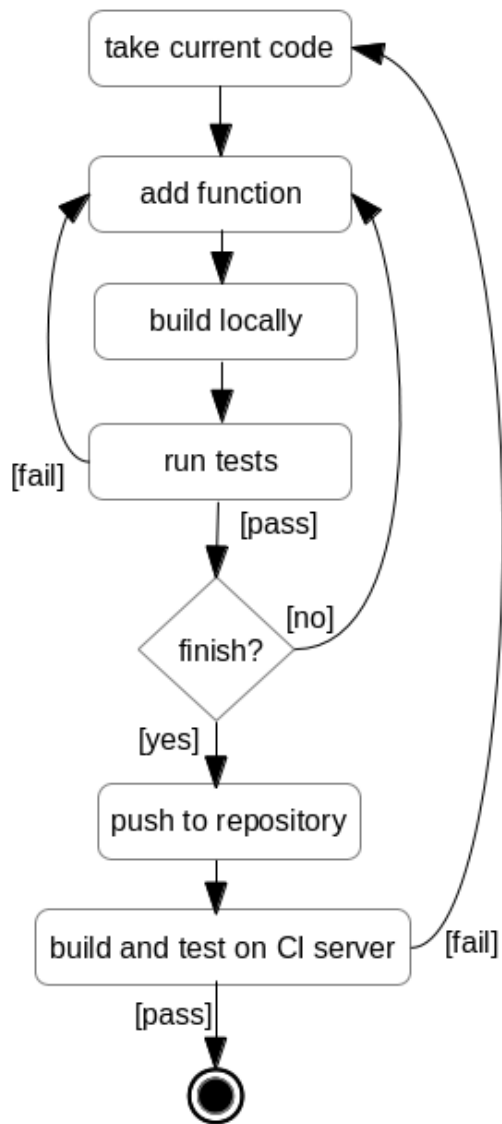 take current code
add function
build locally
run tests
[fail]
[pass]
[no]
finish?
[yes]
push to repository
build and test on CI server
[fail]
[pass]